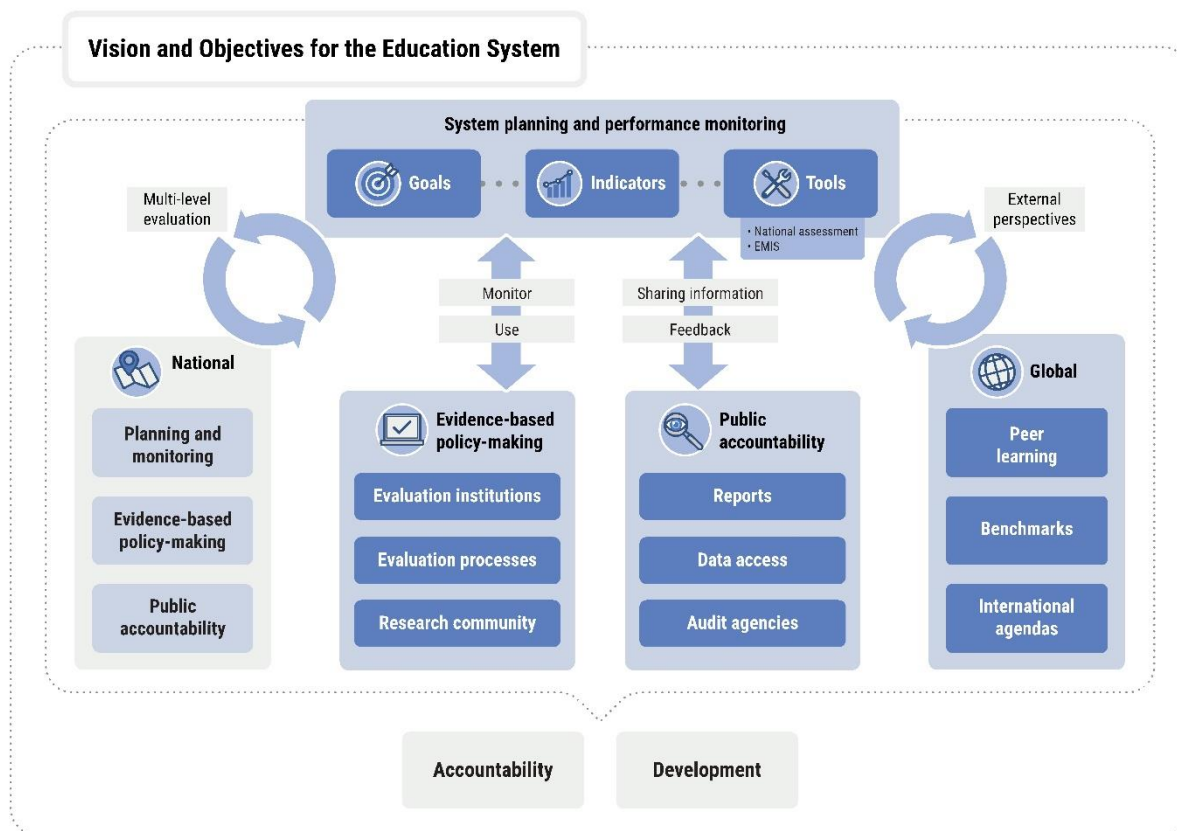 Vision and Objectives for the Education System
System planning and performance monitoring
Goals
Indicators
Tools
• National assessment
• EMIS
Multi-level
evaluation
External
perspectives
Monitor
Use
Sharing information
Feedback
National
Planning and
monitoring
Evidence-based
policy-making
Public
accountability
Evidence-based
policy-making
Evaluation institutions
Evaluation processes
Research community
Public
accountability
Reports
Data access
Audit agencies
Global
Peer
learning
Benchmarks
International
agendas
Accountability
Development